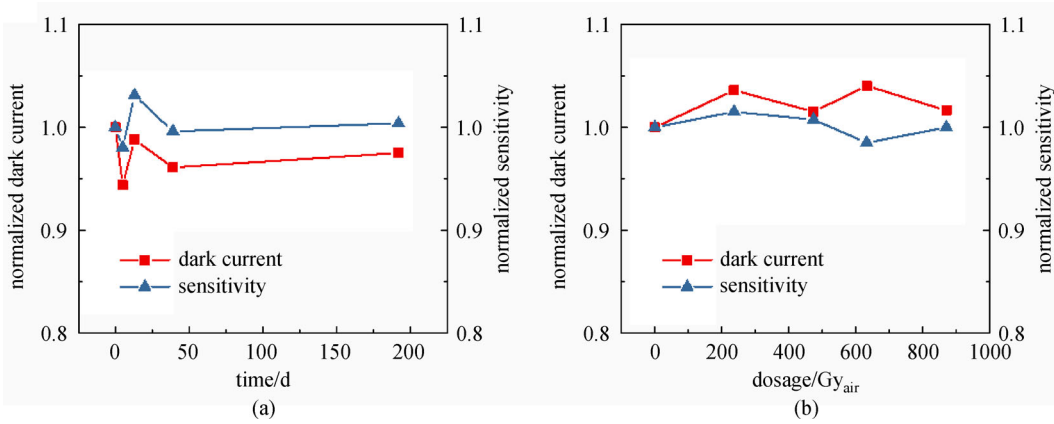 1.1
1.0
0.9
0.8
normalized dark current
1.1
1.0
0.9
0.8
normalized sensitivity
dark current
sensitivity
0 50 100 150 200
time/d
(a)
1.1
1.0
0.9
0.8
normalized dark current
1.1
1.0
0.9
0.8
normalized sensitivity
dark current
sensitivity
0 200 400 600 800 1000
dosage/Gyair
(b)